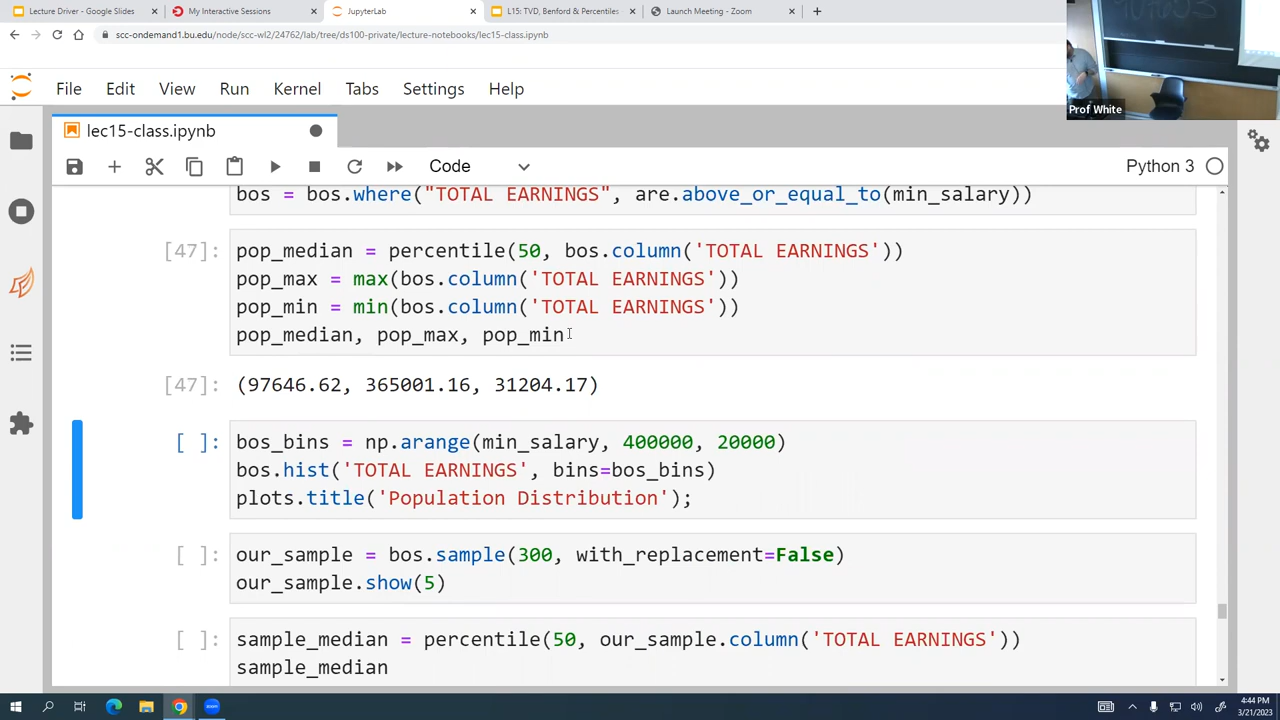 Lecture Driver - Google Slides
My Interactive Sessions
JupyterLab
L15: TVD, Benford & Percentiles
Launch Meeting - Zoom
scc-ondemand1.bu.edu/node/scc-wl2/24762/lab/tree/ds100-private/lecture-notebooks/lec15-class.ipynb
Prof White
File Edit View Run Kernel Tabs Settings Help
lec15-class.ipynb
Code
Python 3
bos = bos.where("TOTAL EARNINGS", are.above_or_equal_to(min_salary))
[47]: pop_median = percentile(50, bos.column('TOTAL EARNINGS'))
pop_max = max(bos.column('TOTAL EARNINGS'))
pop_min = min(bos.column('TOTAL EARNINGS'))
pop_median, pop_max, pop_min
[47]: (97646.62, 365001.16, 31204.17)
[ ]: bos_bins = np.arange(min_salary, 400000, 20000)
bos.hist('TOTAL EARNINGS', bins=bos_bins)
plots.title('Population Distribution');
[ ]: our_sample = bos.sample(300, with_replacement=False)
our_sample.show(5)
[ ]: sample_median = percentile(50, our_sample.column('TOTAL EARNINGS'))
sample_median
4:44 PM
3/21/2023